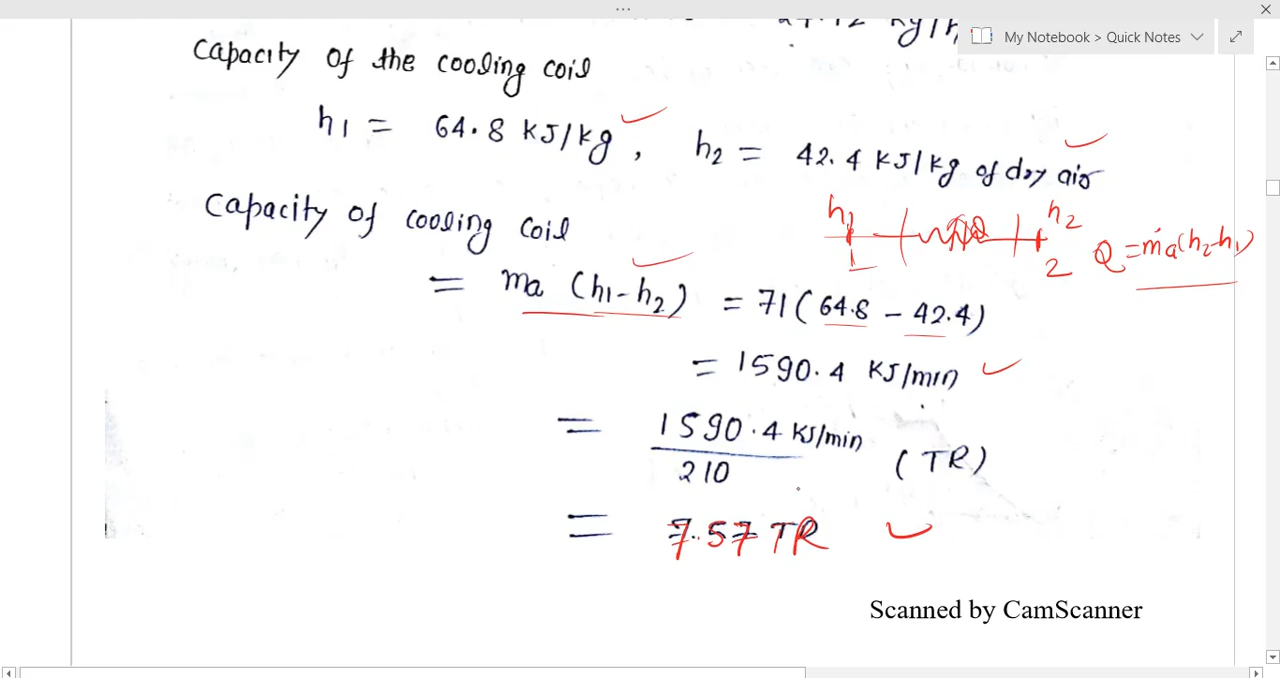 My Notebook > Quick Notes
Capacity of the cooling coil
h1 = 64.8 KJ/kg, h2 = 42.4 KJ/kg of dry air
Capacity of cooling coil
h1 h2
1 2 Q = ṁa(h2-h1)
= ma (h1-h2) = 71(64.8 - 42.4)
= 1590.4 KJ/min
= 1590.4 KJ/min
210 (TR)
= 7.57 TR
Scanned by CamScanner